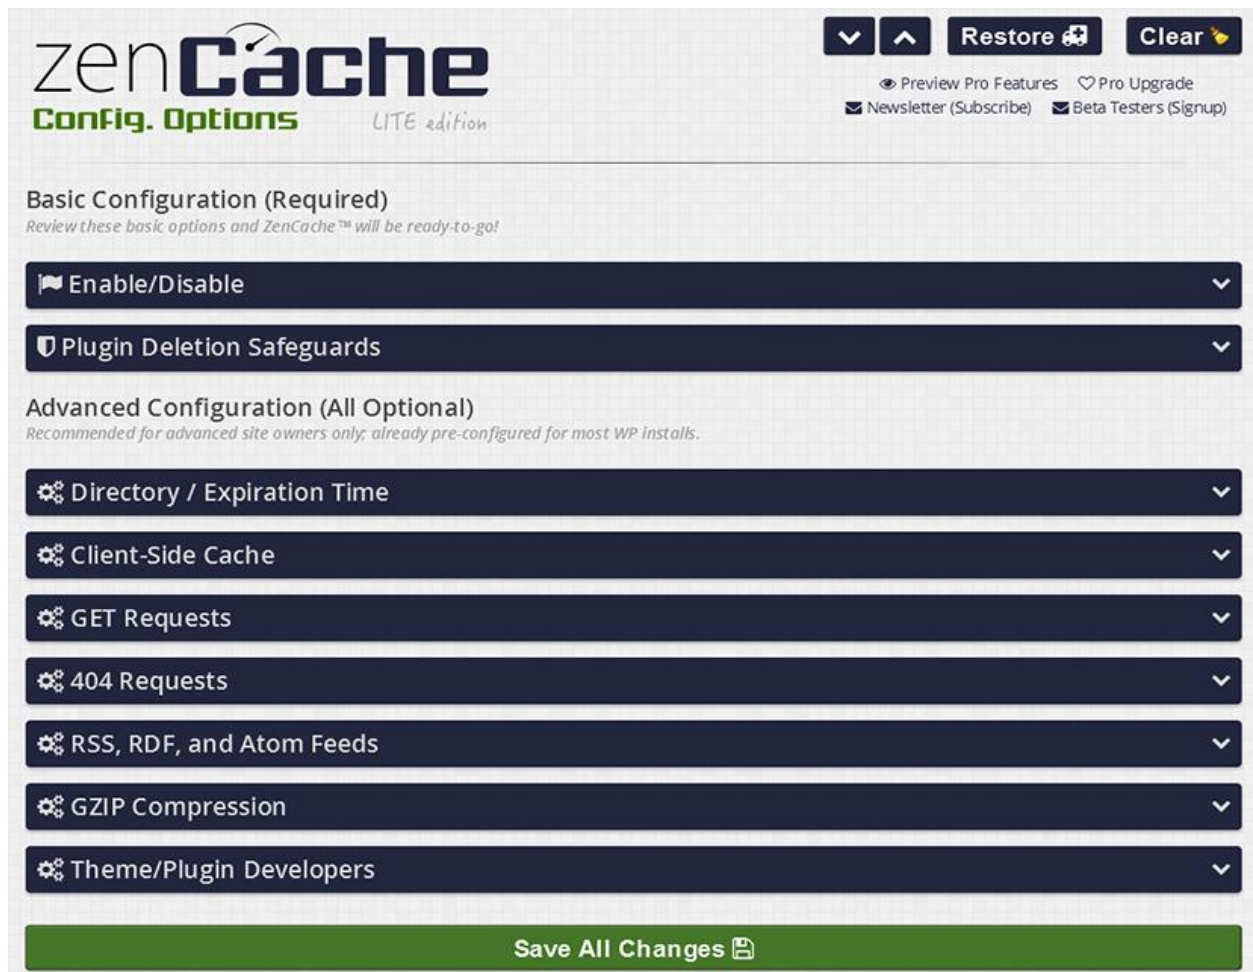 zenCache
Config. Options LITE edition
Restore Clear
Preview Pro Features Pro Upgrade
Newsletter (Subscribe) Beta Testers (Signup)
Basic Configuration (Required)
Review these basic options and ZenCache™ will be ready-to-go!
Enable/Disable
Plugin Deletion Safeguards
Advanced Configuration (All Optional)
Recommended for advanced site owners only; already pre-configured for most WP installs.
Directory / Expiration Time
Client-Side Cache
GET Requests
404 Requests
RSS, RDF, and Atom Feeds
GZIP Compression
Theme/Plugin Developers
Save All Changes